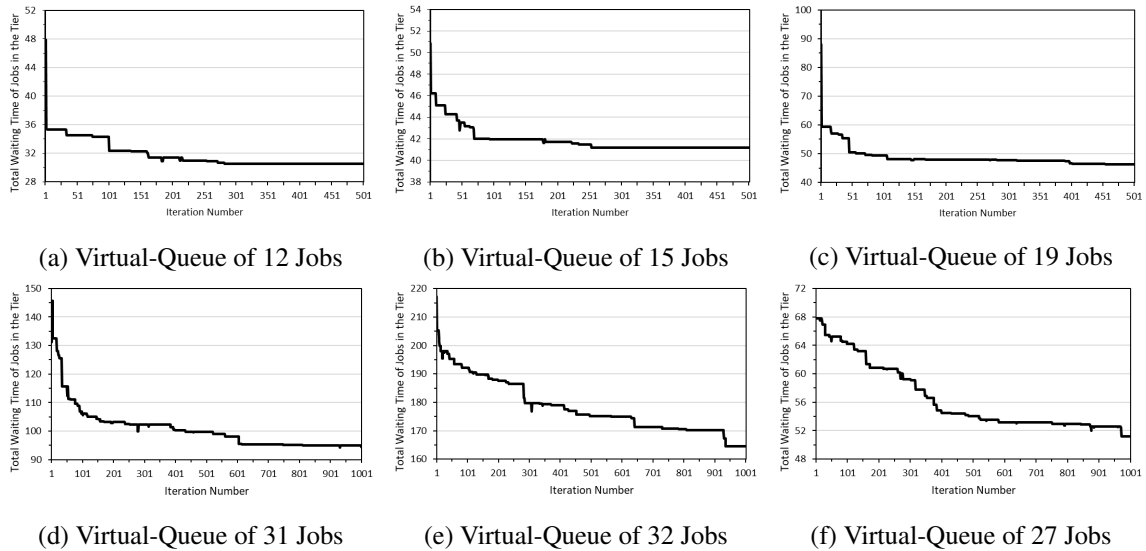 Total Waiting Time of Jobs in the Tier
48
44
40
36
32
28
1 51 101 151 201 251 301 351 401 451 501
Iteration Number
(a) Virtual-Queue of 12 Jobs
Total Waiting Time of Jobs in the Tier
54
52
50
48
46
44
42
40
38
1 51 101 151 201 251 301 351 401 451 501
Iteration Number
(b) Virtual-Queue of 15 Jobs
Total Waiting Time of Jobs in the Tier
100
90
80
70
60
50
40
1 51 101 151 201 251 301 351 401 451 501
Iteration Number
(c) Virtual-Queue of 19 Jobs
Total Waiting Time of Jobs in the Tier
150
140
130
120
110
100
90
1 101 201 301 401 501 601 701 801 901 1001
Iteration Number
(d) Virtual-Queue of 31 Jobs
Total Waiting Time of Jobs in the Tier
220
210
200
190
180
170
160
1 101 201 301 401 501 601 701 801 901 1001
Iteration Number
(e) Virtual-Queue of 32 Jobs
Total Waiting Time of Jobs in the Tier
72
68
64
60
56
52
48
1 101 201 301 401 501 601 701 801 901 1001
Iteration Number
(f) Virtual-Queue of 27 Jobs